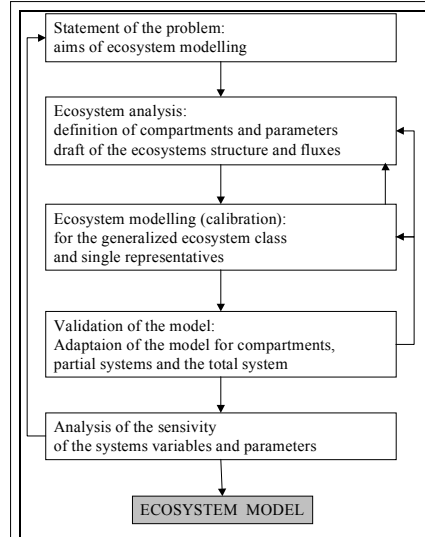 Statement of the problem:
aims of ecosystem modelling
Ecosystem analysis:
definition of compartments and parameters
draft of the ecosystems structure and fluxes
Ecosystem modelling (calibration):
for the generalized ecosystem class
and single representatives
Validation of the model:
Adaptaion of the model for compartments,
partial systems and the total system
Analysis of the sensivity
of the systems variables and parameters
ECOSYSTEM MODEL